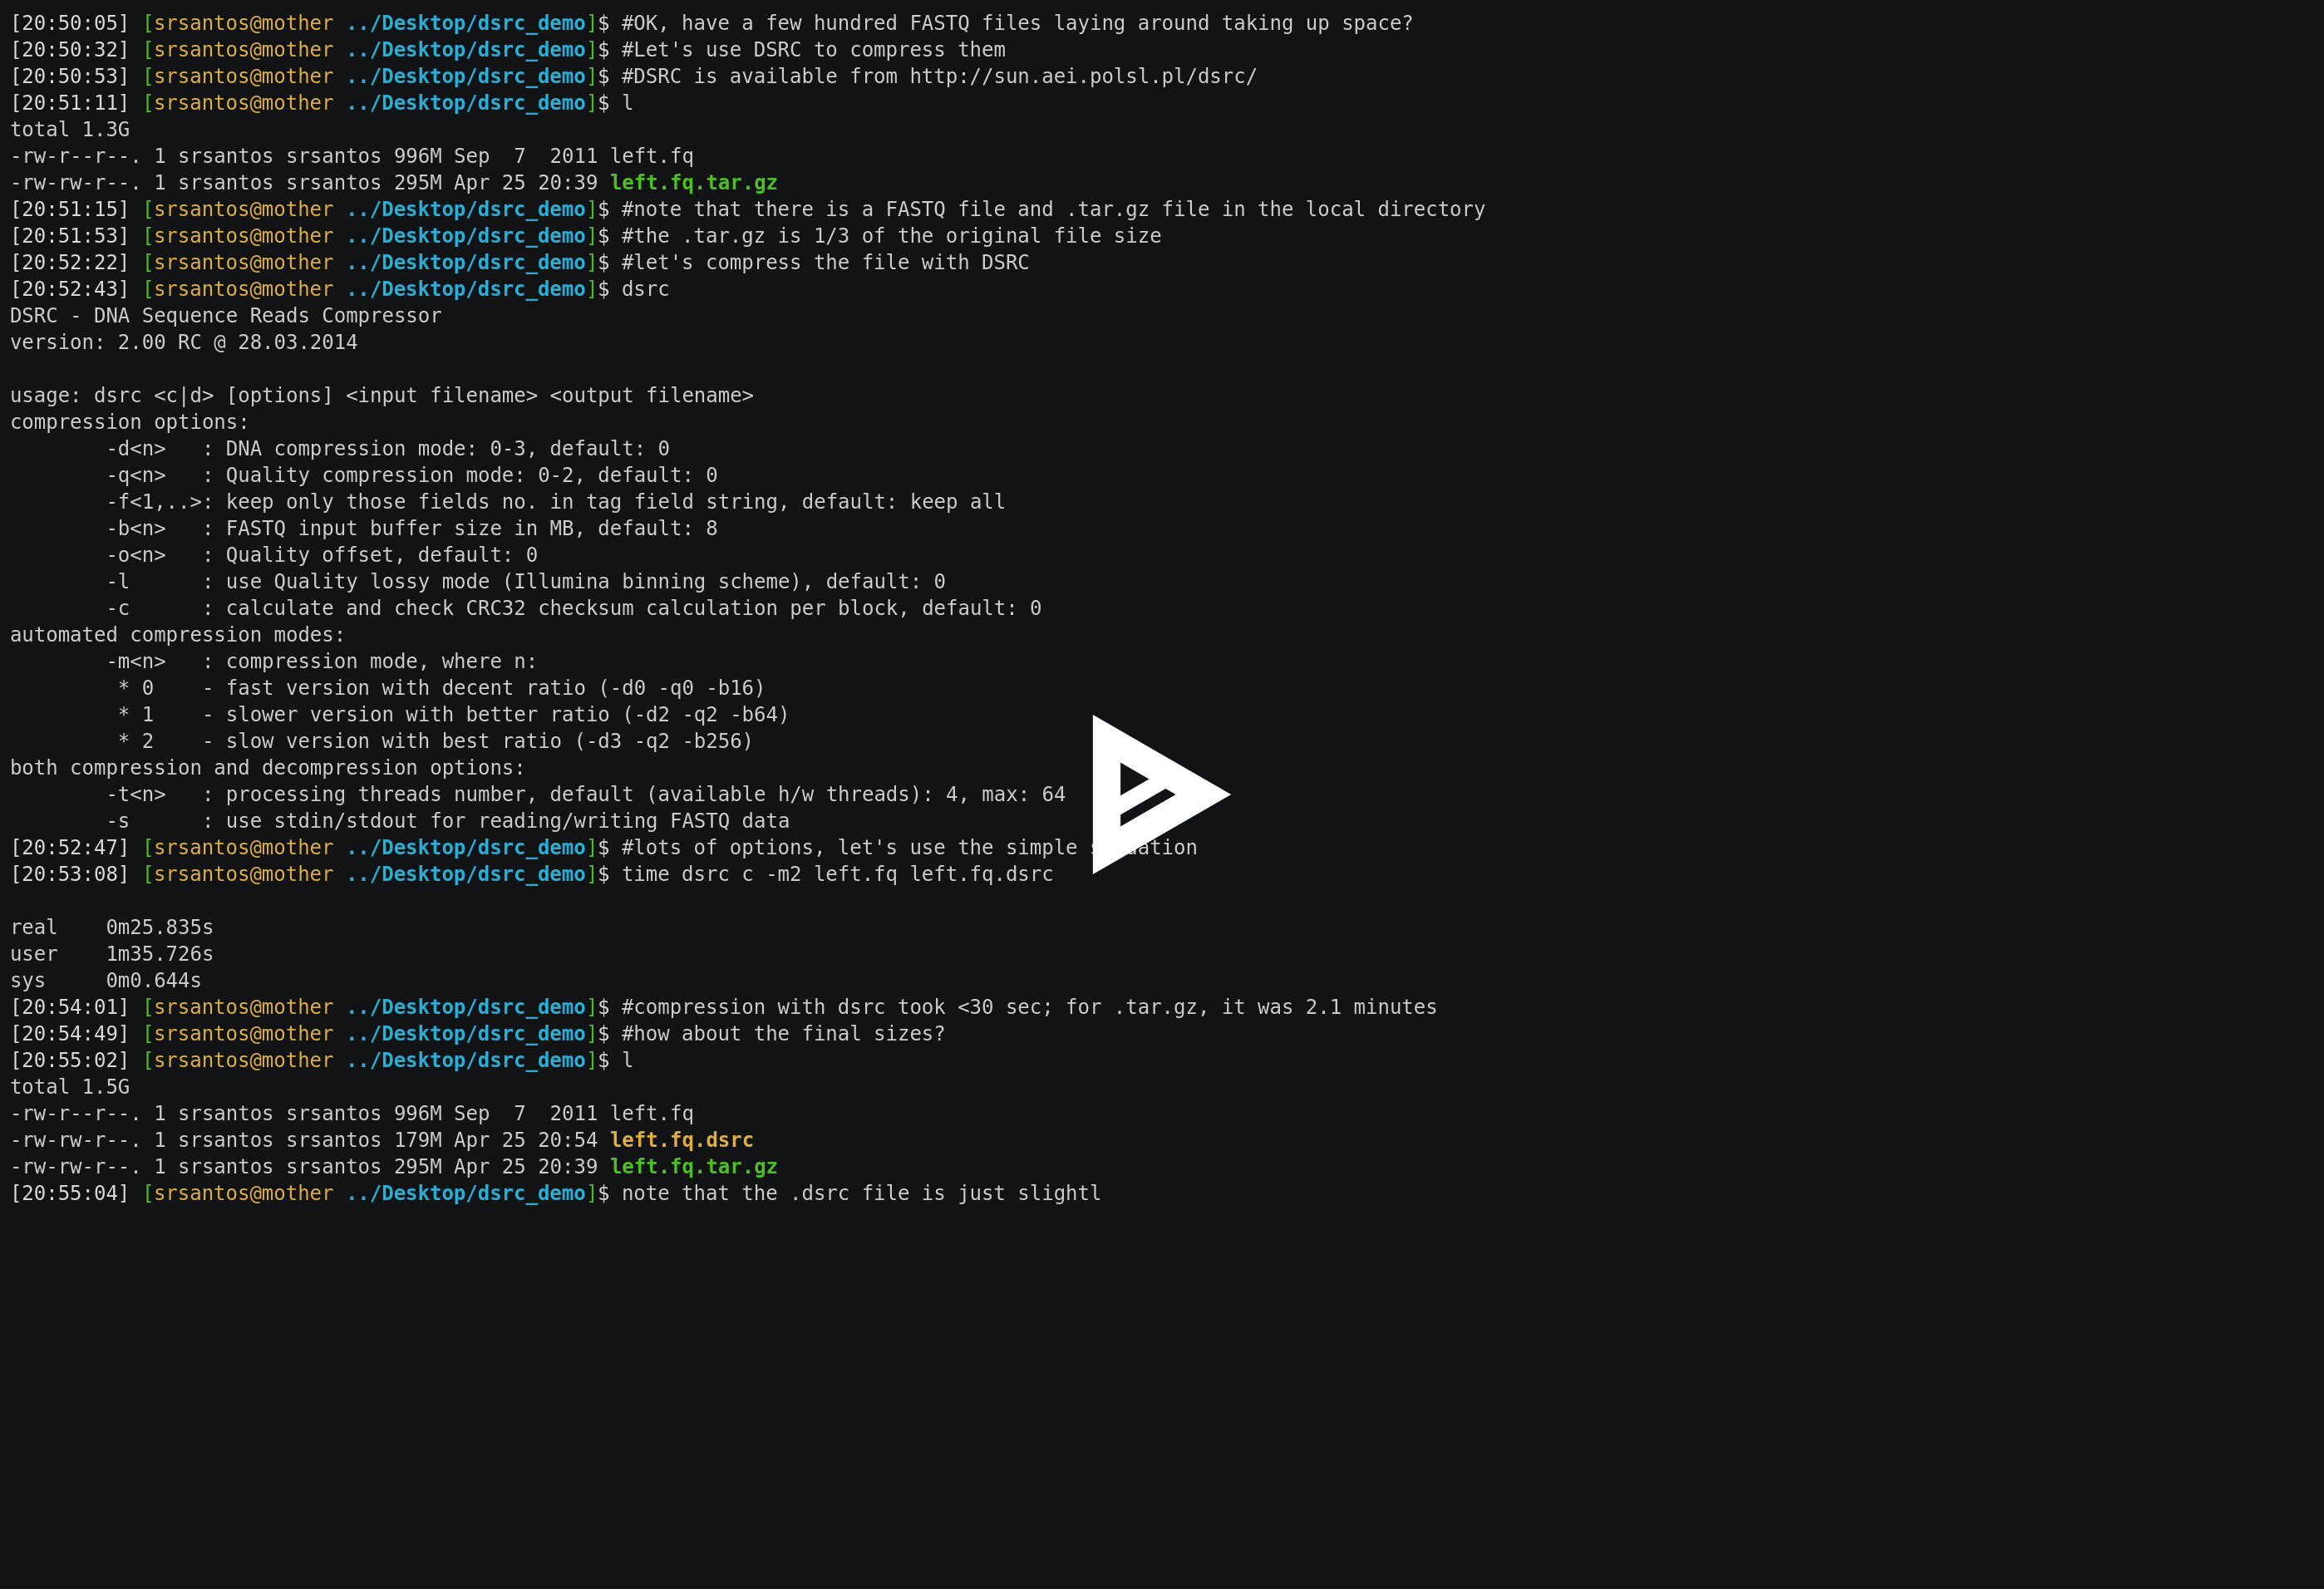 [20:50:05] [srsantos@mother ../Desktop/dsrc_demo]$ #OK, have a few hundred FASTQ files laying around taking up space?
[20:50:32] [srsantos@mother ../Desktop/dsrc_demo]$ #Let's use DSRC to compress them
[20:50:53] [srsantos@mother ../Desktop/dsrc_demo]$ #DSRC is available from http://sun.aei.polsl.pl/dsrc/
[20:51:11] [srsantos@mother ../Desktop/dsrc_demo]$ l
total 1.3G
-rw-r--r--. 1 srsantos srsantos 996M Sep  7  2011 left.fq
-rw-rw-r--. 1 srsantos srsantos 295M Apr 25 20:39 left.fq.tar.gz
[20:51:15] [srsantos@mother ../Desktop/dsrc_demo]$ #note that there is a FASTQ file and .tar.gz file in the local directory
[20:51:53] [srsantos@mother ../Desktop/dsrc_demo]$ #the .tar.gz is 1/3 of the original file size
[20:52:22] [srsantos@mother ../Desktop/dsrc_demo]$ #let's compress the file with DSRC
[20:52:43] [srsantos@mother ../Desktop/dsrc_demo]$ dsrc
DSRC - DNA Sequence Reads Compressor
version: 2.00 RC @ 28.03.2014

usage: dsrc <c|d> [options] <input filename> <output filename>
compression options:
        -d<n>   : DNA compression mode: 0-3, default: 0
        -q<n>   : Quality compression mode: 0-2, default: 0
        -f<1,..>: keep only those fields no. in tag field string, default: keep all
        -b<n>   : FASTQ input buffer size in MB, default: 8
        -o<n>   : Quality offset, default: 0
        -l      : use Quality lossy mode (Illumina binning scheme), default: 0
        -c      : calculate and check CRC32 checksum calculation per block, default: 0
automated compression modes:
        -m<n>   : compression mode, where n:
         * 0    - fast version with decent ratio (-d0 -q0 -b16)
         * 1    - slower version with better ratio (-d2 -q2 -b64)
         * 2    - slow version with best ratio (-d3 -q2 -b256)
both compression and decompression options:
        -t<n>   : processing threads number, default (available h/w threads): 4, max: 64
        -s      : use stdin/stdout for reading/writing FASTQ data
[20:52:47] [srsantos@mother ../Desktop/dsrc_demo]$ #lots of options, let's use the simple
[20:53:08] [srsantos@mother ../Desktop/dsrc_demo]$ time dsrc c -m2 left.fq left.fq.dsrc

real    0m25.835s
user    1m35.726s
sys     0m0.644s
[20:54:01] [srsantos@mother ../Desktop/dsrc_demo]$ #compression with dsrc took <30 sec; for .tar.gz, it was 2.1 minutes
[20:54:49] [srsantos@mother ../Desktop/dsrc_demo]$ #how about the final sizes?
[20:55:02] [srsantos@mother ../Desktop/dsrc_demo]$ l
total 1.5G
-rw-r--r--. 1 srsantos srsantos 996M Sep  7  2011 left.fq
-rw-rw-r--. 1 srsantos srsantos 179M Apr 25 20:54 left.fq.dsrc
-rw-rw-r--. 1 srsantos srsantos 295M Apr 25 20:39 left.fq.tar.gz
[20:55:04] [srsantos@mother ../Desktop/dsrc_demo]$ note that the .dsrc file is just slightl